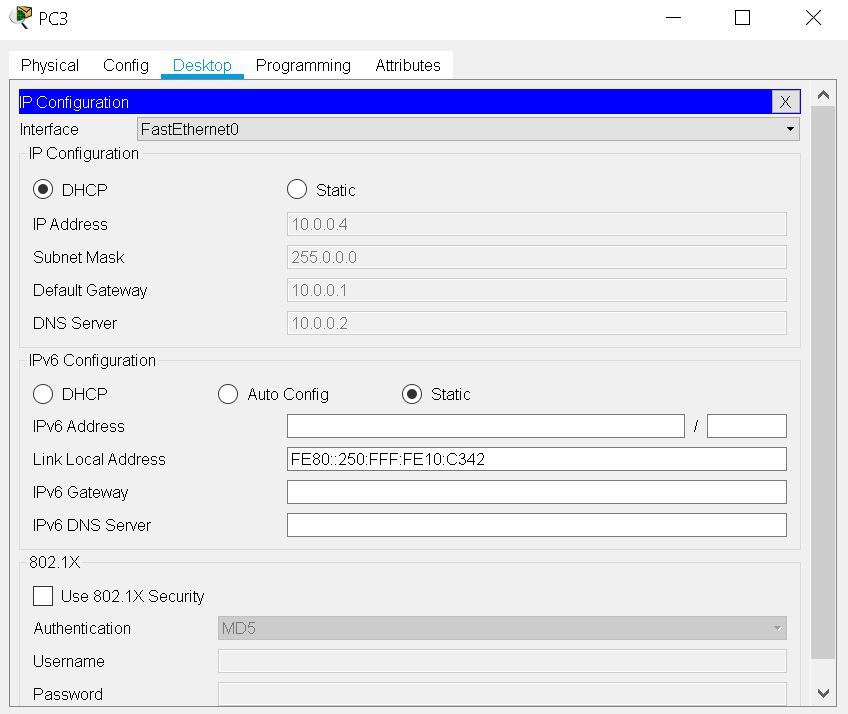 PC3
Physical Config Desktop Programming Attributes
IP Configuration X
Interface FastEthernet0
IP Configuration
DHCP Static
IP Address 10.0.0.4
Subnet Mask 255.0.0.0
Default Gateway 10.0.0.1
DNS Server 10.0.0.2
IPv6 Configuration
DHCP Auto Config Static
IPv6 Address /
Link Local Address FE80::250:FFF:FE10:C342
IPv6 Gateway
IPv6 DNS Server
802.1X
Use 802.1X Security
Authentication MD5
Username
Password